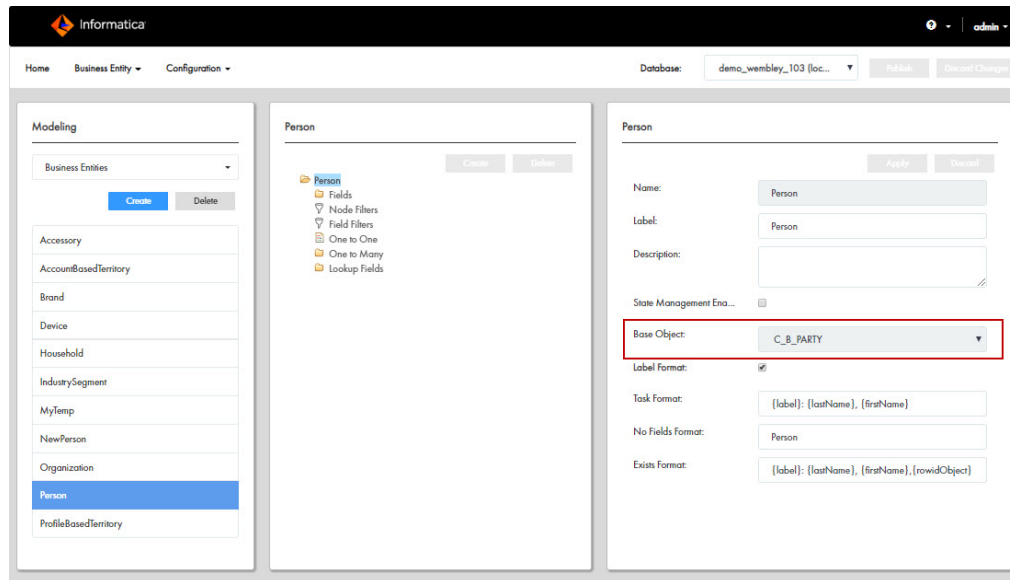 Informatica
admin
Home Business Entity Configuration Database: demo_wembley_103 (loc... Publish Discard Changes
Modeling
Business Entities
Create Delete
Accessory
AccountBasedTerritory
Brand
Device
Household
IndustrySegment
MyTemp
NewPerson
Organization
Person
ProfileBasedTerritory
Person
Create Delete
Person
Fields
Node Filters
Field Filters
One to One
One to Many
Lookup Fields
Person
Apply Discard
Name: Person
Label: Person
Description:
State Management Ena...
Base Object: C_B_PARTY
Label Format:
Task Format: {label}: {lastName}, {firstName}
No Fields Format: Person
Exists Format: {label}: {lastName}, {firstName},{rowidObject}